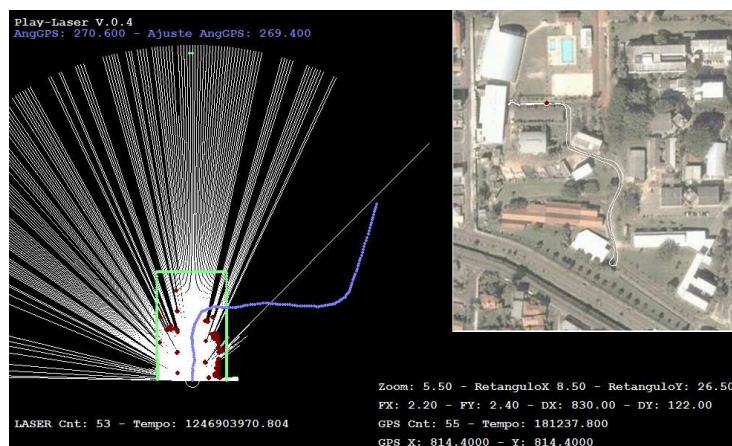 Play-Laser V.0.4
AngGPS: 270.600 - Ajuste AngGPS: 269.400
Zoom: 5.50 - RetanguloX 8.50 - RetanguloY: 26.50
FX: 2.20 - FY: 2.40 - DX: 830.00 - DY: 122.00
LASER Cnt: 53 - Tempo: 1246903970.804
GPS Cnt: 55 - Tempo: 181237.800
GPS X: 814.4000 - Y: 814.4000